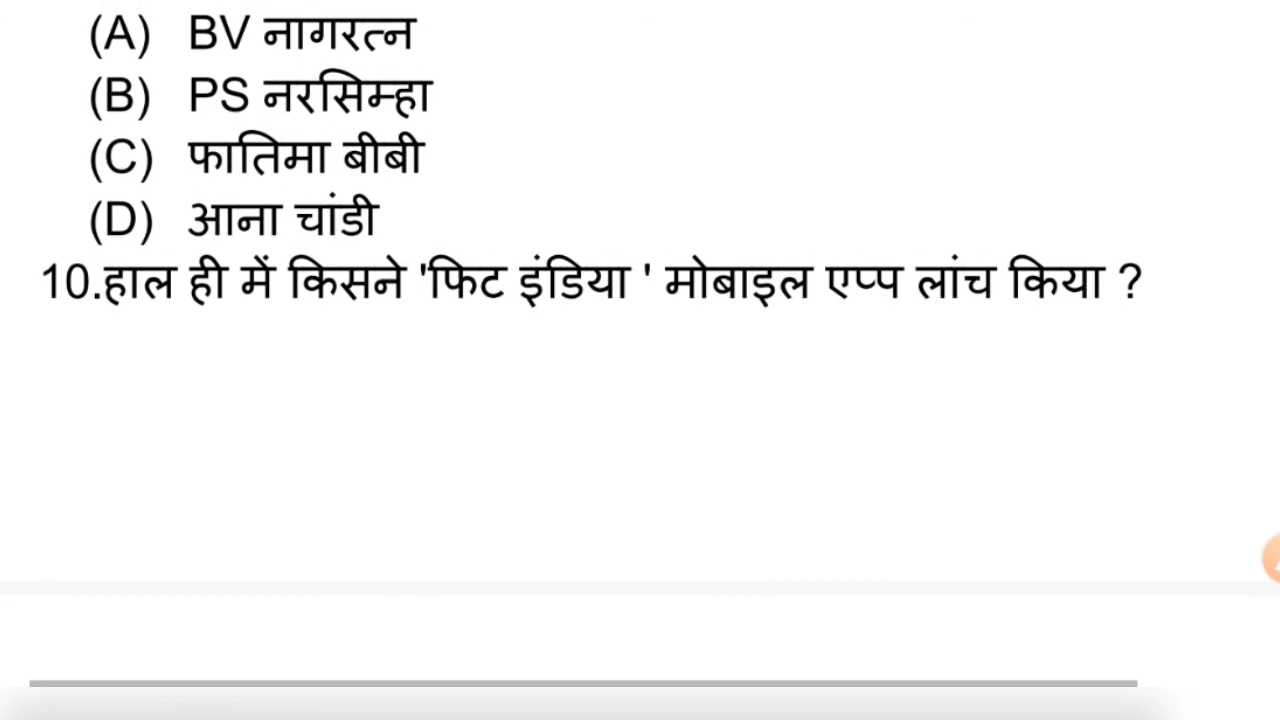 (A) BV नागरत्न
(B) PS नरसिम्हा
(C) फातिमा बीबी
(D) आना चांडी
10.हाल ही में किसने 'फिट इंडिया ' मोबाइल एप्प लांच किया ?